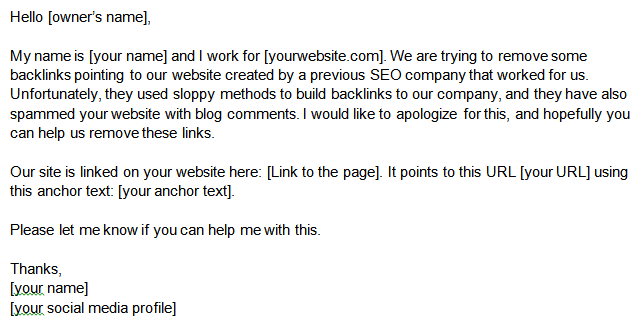 Hello [owner's name],
My name is [your name] and I work for [yourwebsite.com]. We are trying to remove some
backlinks pointing to our website created by a previous SEO company that worked for us.
Unfortunately, they used sloppy methods to build backlinks to our company, and they have also
spammed your website with blog comments. I would like to apologize for this, and hopefully you
can help us remove these links.
Our site is linked on your website here: [Link to the page]. It points to this URL [your URL] using
this anchor text: [your anchor text].
Please let me know if you can help me with this.
Thanks,
[your name]
[your social media profile]